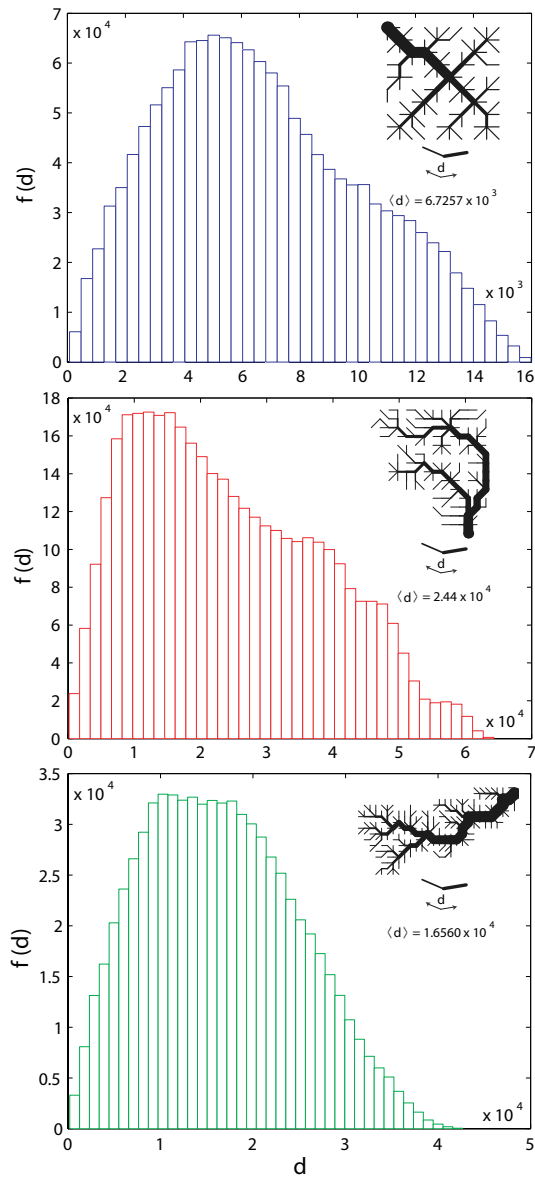 7
x 10 4
6
5
4
3
2
1
0
f (d)
d
⟨d⟩ = 6.7257 x 10 3
x 10 3
0 2 4 6 8 10 12 14 16
18
x 10 4
16
14
12
10
8
6
4
2
0
f (d)
d
⟨d⟩ = 2.44 x 10 4
x 10 4
0 1 2 3 4 5 6 7
3.5
x 10 4
3
2.5
2
1.5
1
0.5
0
f (d)
d
⟨d⟩ = 1.6560 x 10 4
x 10 4
0 1 2 3 4 5
d